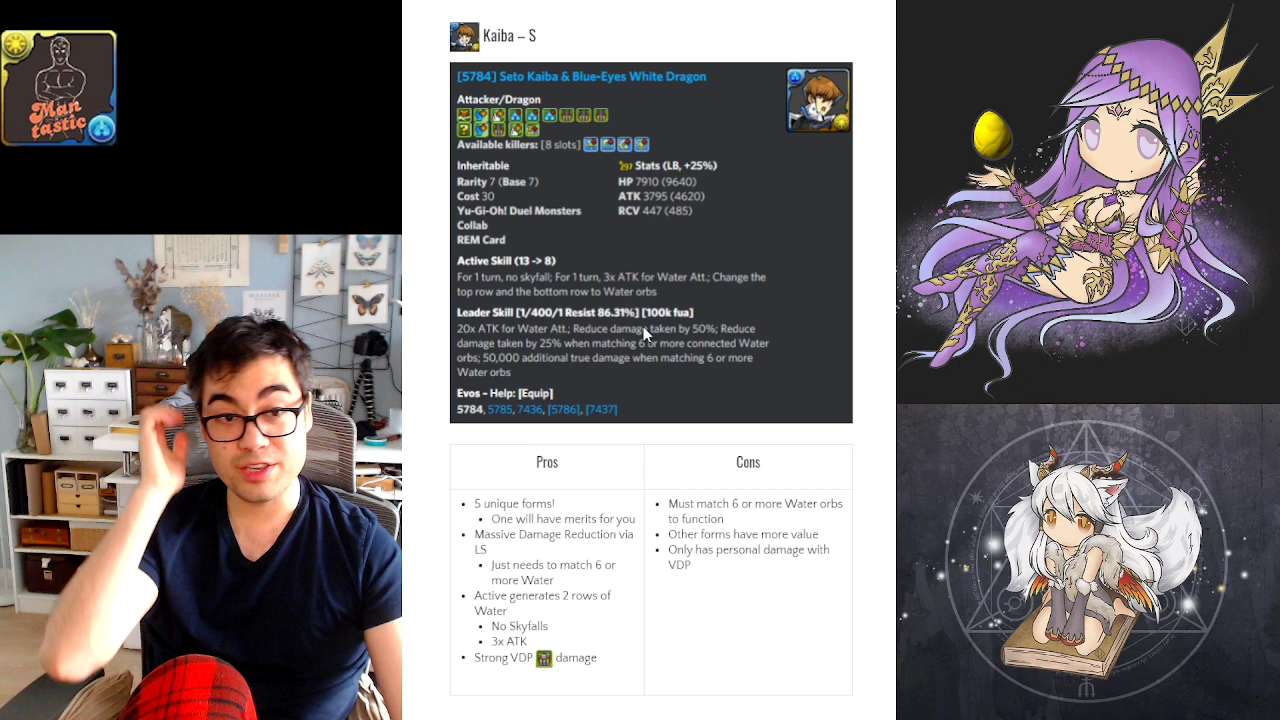 Man
tastic
Kaiba – S
[5784] Seto Kaiba & Blue-Eyes White Dragon
Attacker/Dragon
Available killers: [8 slots]
Inheritable
Rarity 7 (Base 7)
Cost 30
Yu-Gi-Oh! Duel Monsters
Collab
REM Card
297 Stats (LB, +25%)
HP 7910 (9640)
ATK 3795 (4620)
RCV 447 (485)
Active Skill (13 -> 8)
For 1 turn, no skyfall; For 1 turn, 3x ATK for Water Att.; Change the
top row and the bottom row to Water orbs
Leader Skill [1/400/1 Resist 86.31%] [100k fua]
20x ATK for Water Att.; Reduce damage taken by 50%; Reduce
damage taken by 25% when matching 6 or more connected Water
orbs; 50,000 additional true damage when matching 6 or more
Water orbs
Evos – Help: [Equip]
5784, 5785, 7436, [5786], [7437]
Pros
5 unique forms!
One will have merits for you
Massive Damage Reduction via
LS
Just needs to match 6 or
more Water
Active generates 2 rows of
Water
No Skyfalls
3x ATK
Strong VDP damage
Cons
Must match 6 or more Water orbs
to function
Other forms have more value
Only has personal damage with
VDP